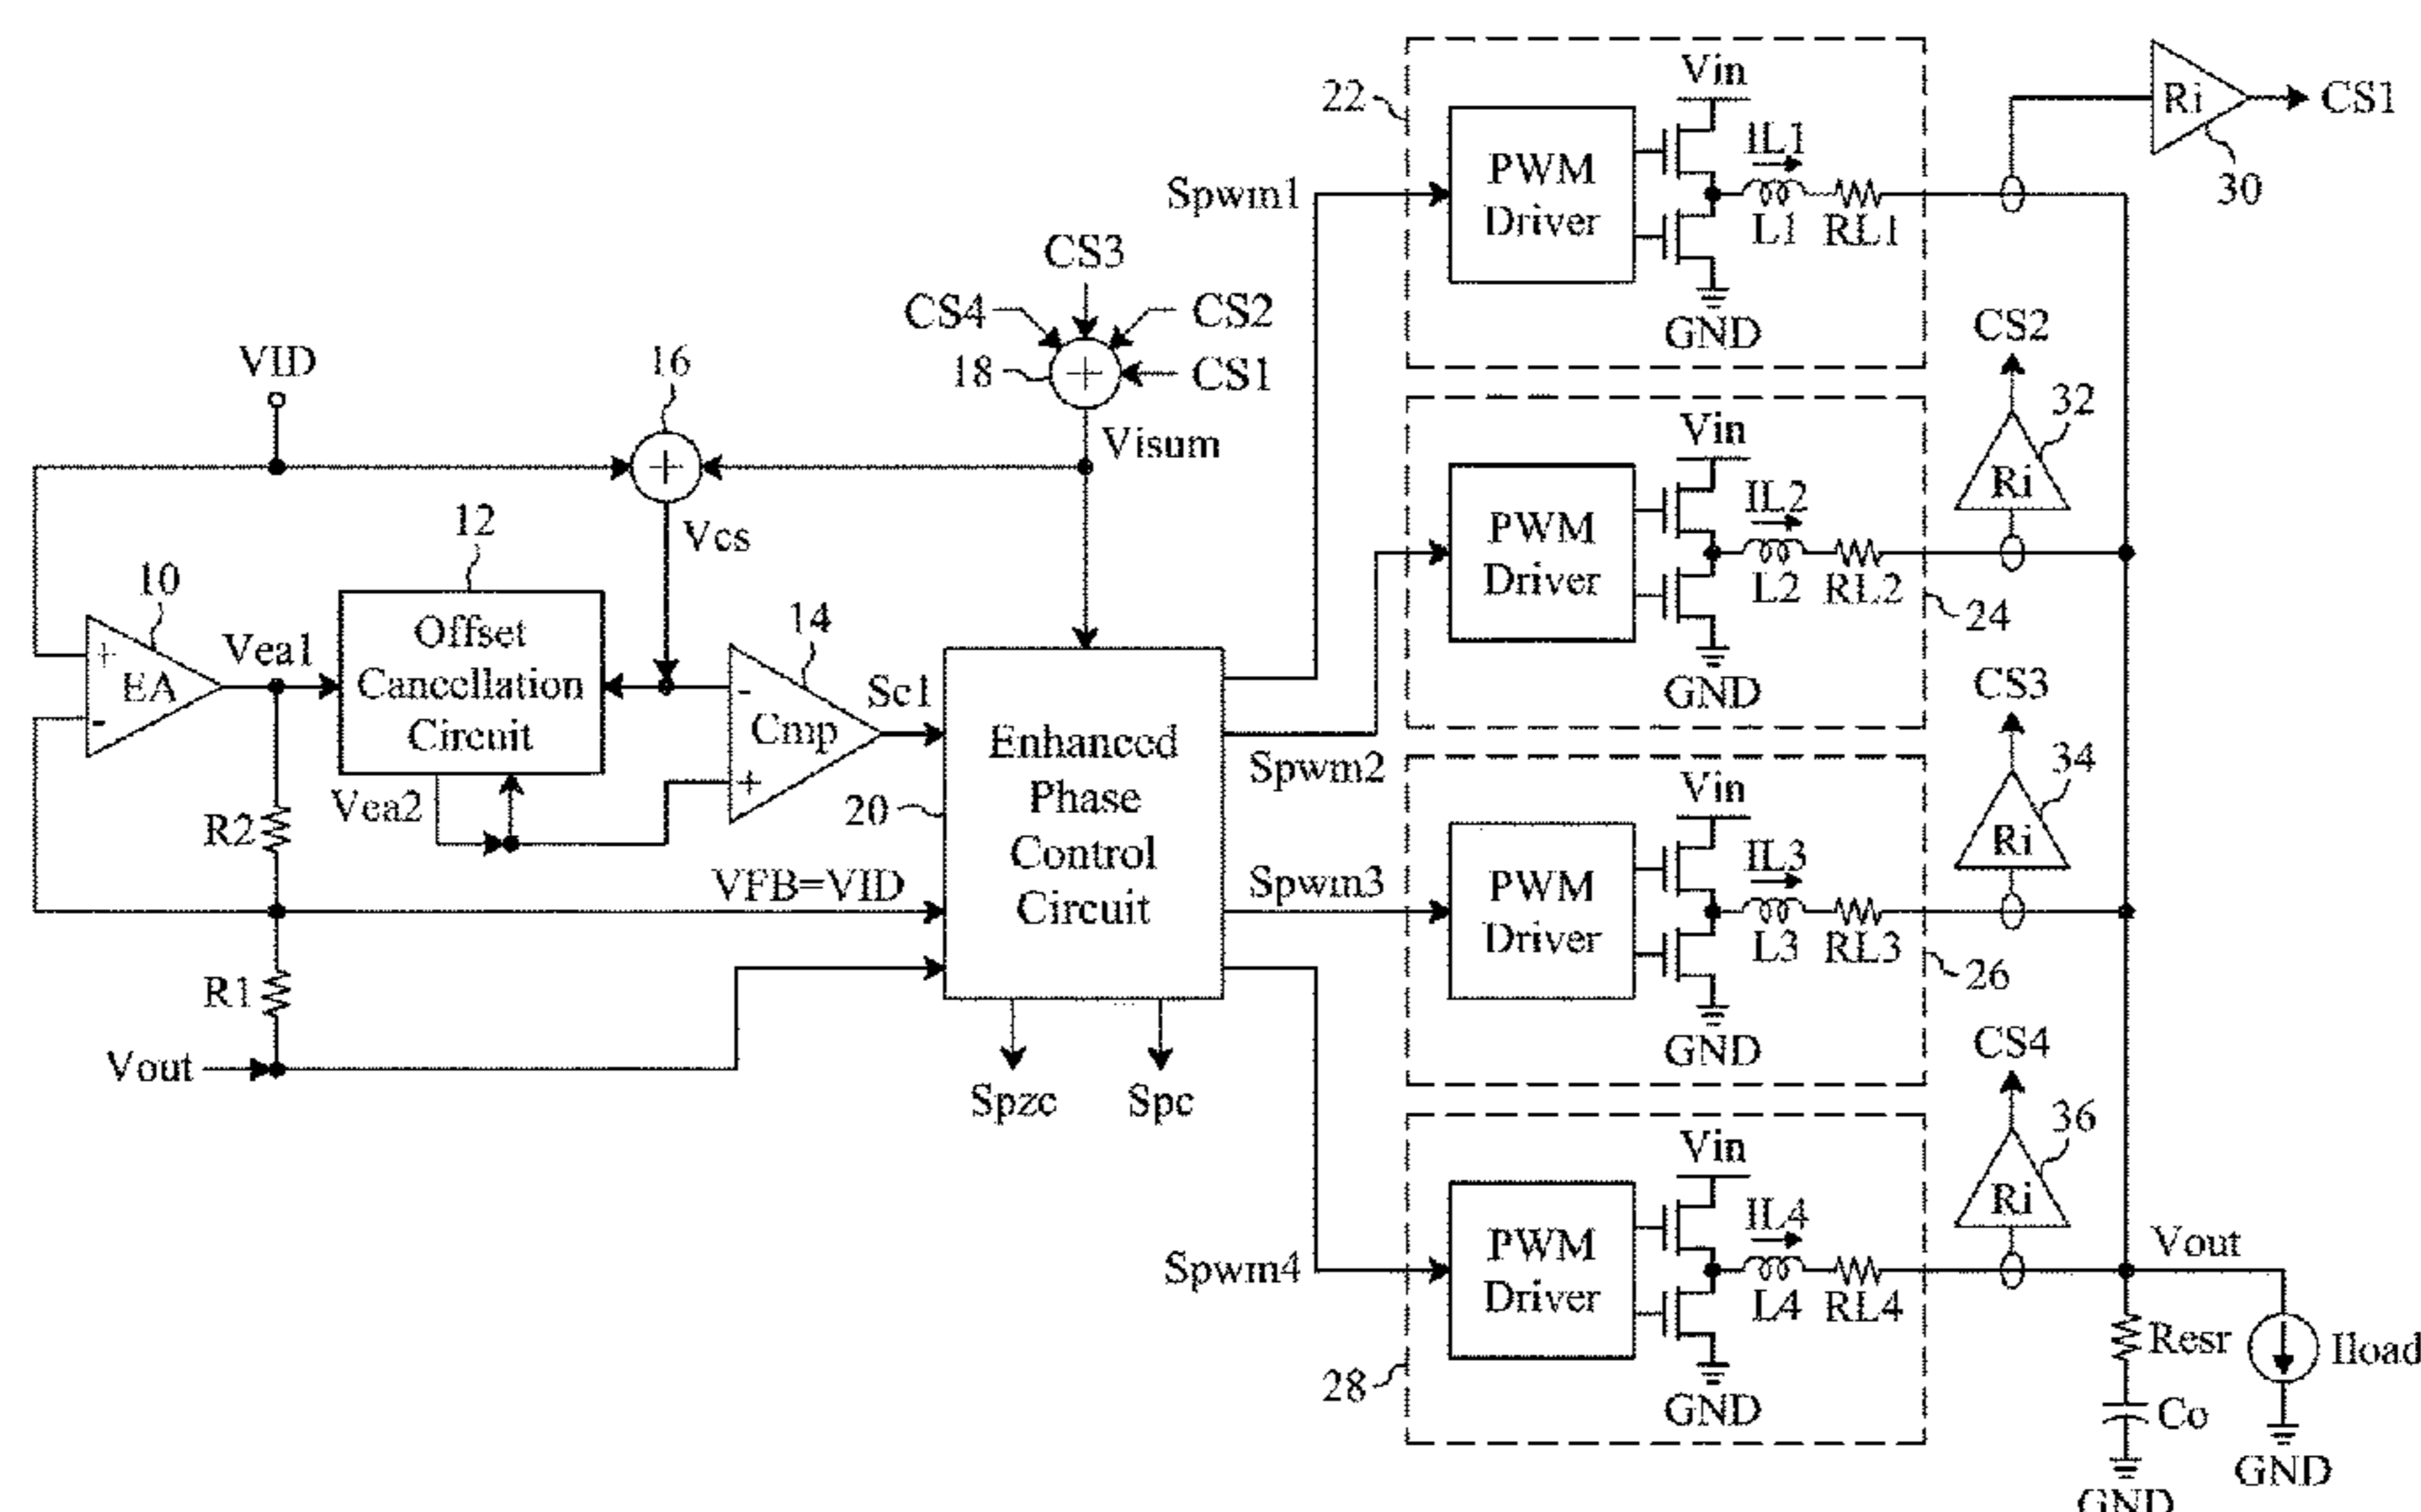 22
Vin
PWM
Driver
IL1
L1
RL1
GND
Ri
CS1
30
Spwm1
CS3
CS4
CS2
18
+
CS1
Visum
VID
16
+
Vcs
12
10
+
EA
-
Vea1
Offset
Cancellation
Circuit
Vea2
14
-
Cmp
+
Sc1
R2
R1
VFB=VID
Vout
20
Enhanced
Phase
Control
Circuit
Spzc
Spc
Spwm2
Spwm3
Spwm4
Vin
PWM
Driver
IL2
L2
RL2
GND
24
CS2
32
Ri
Vin
PWM
Driver
IL3
L3
RL3
GND
26
CS3
34
Ri
Vin
PWM
Driver
IL4
L4
RL4
GND
28
CS4
36
Ri
Vout
Resr
Iload
Co
GND
GND